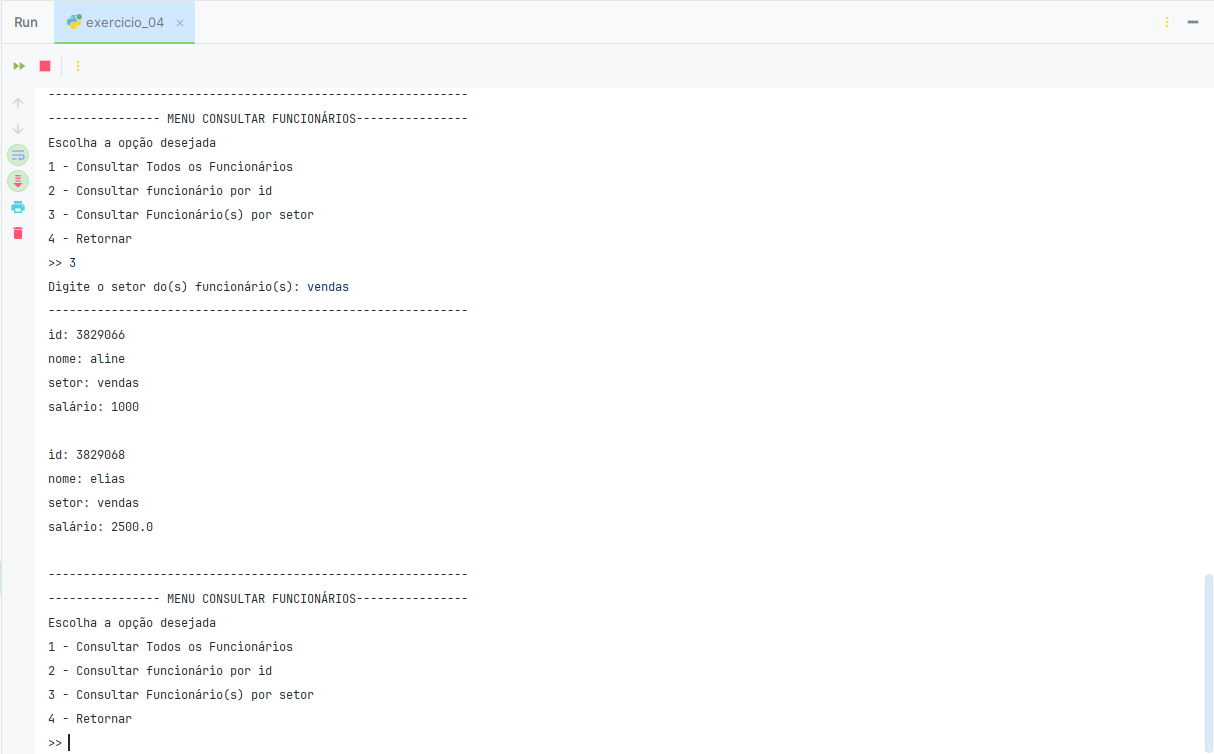 Run exercicio_04
------------------------------------------------------------
---------------- MENU CONSULTAR FUNCIONÁRIOS----------------
Escolha a opção desejada
1 - Consultar Todos os Funcionários
2 - Consultar funcionário por id
3 - Consultar Funcionário(s) por setor
4 - Retornar
>> 3
Digite o setor do(s) funcionário(s): vendas
------------------------------------------------------------
id: 3829066
nome: aline
setor: vendas
salário: 1000
id: 3829068
nome: elias
setor: vendas
salário: 2500.0
------------------------------------------------------------
---------------- MENU CONSULTAR FUNCIONÁRIOS----------------
Escolha a opção desejada
1 - Consultar Todos os Funcionários
2 - Consultar funcionário por id
3 - Consultar Funcionário(s) por setor
4 - Retornar
>>